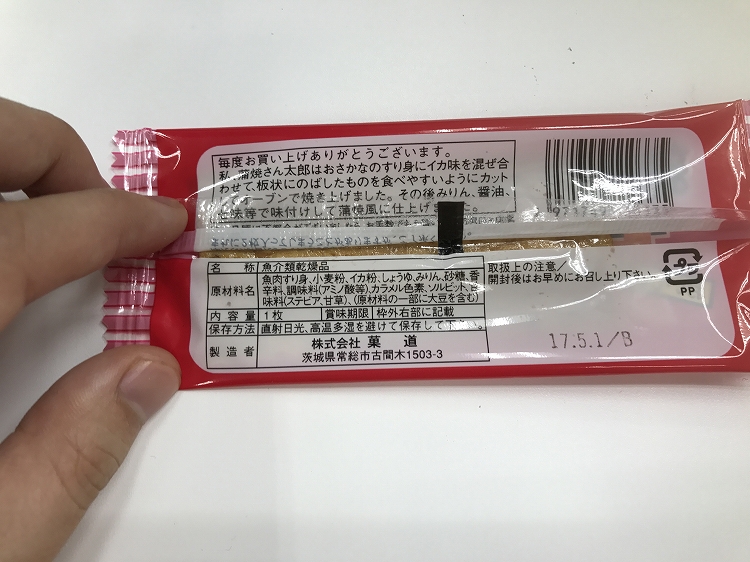 毎度お買い上げありがとうございます。
私、蒲焼さん太郎はおさかなのすり身にイカ味を混ぜ合
わせて、板状にのばしたものを食べやすいようにカット
オーブンで焼き上げました。その後みりん、醤油、
味等で味付けして蒲焼風に仕上げま
名 称 魚介類乾燥品
原材料名 魚肉すり身、小麦粉、イカ粉、しょうゆ、みりん、砂糖、香
辛料、調味料(アミノ酸等)、カラメル色素、ソルビット、甘
味料(ステビア、甘草)、(原材料の一部に大豆を含む)
内 容 量 1枚 賞味期限 枠外右部に記載
保存方法 直射日光、高温多湿を避けて保存して下
製 造 者 株式会社 菓 道
茨城県常総市古間木1503-3
取扱上の注意
開封後はお早めにお召し上り下さい。
プラ
PP
17.5.1/B